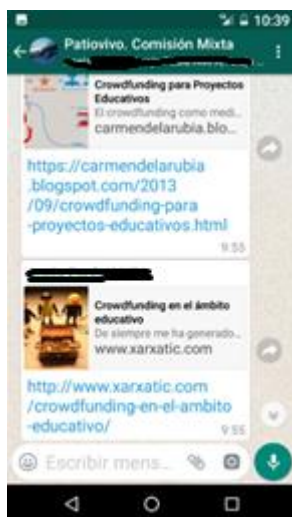 10:39
Patiovivo. Comisión Mixta
Crowdfunding para Proyectos
Educativos
El crowdfunding como medi...
carmendelarubia.blo...
https://carmendelarubia
.blogspot.com/2013
/09/crowdfunding-para
-proyectos-educativos.html
9:55
Crowdfunding en el ámbito
educativo
De siempre me ha generado...
www.xarxatic.com
http://www.xarxatic.com
/crowdfunding-en-el-ambito
-educativo/
9:55
Escribir mens...